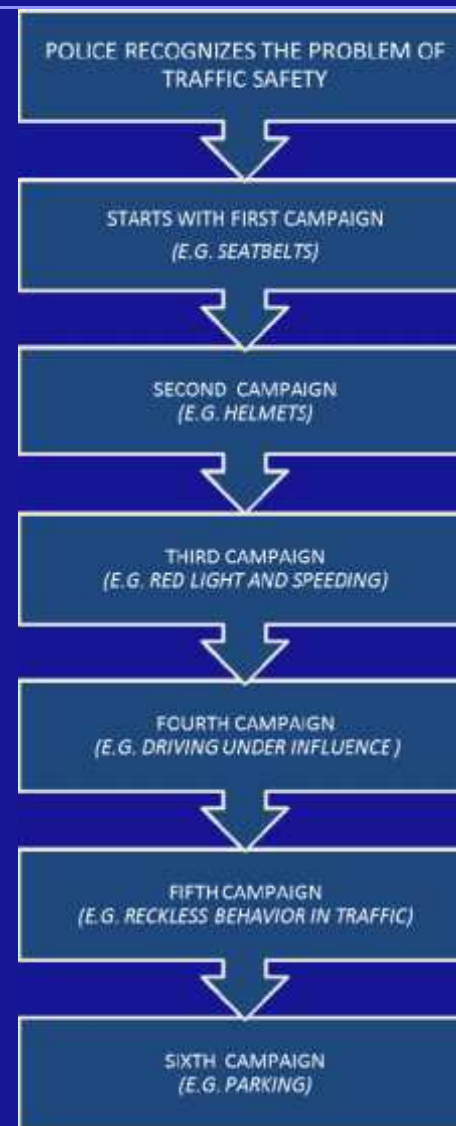 POLICE RECOGNIZES THE PROBLEM OF
TRAFFIC SAFETY
STARTS WITH FIRST CAMPAIGN
(E.G. SEATBELTS)
SECOND CAMPAIGN
(E.G. HELMETS)
THIRD CAMPAIGN
(E.G. RED LIGHT AND SPEEDING)
FOURTH CAMPAIGN
(E.G. DRIVING UNDER INFLUENCE )
FIFTH CAMPAIGN
(E.G. RECKLESS BEHAVIOR IN TRAFFIC)
SIXTH CAMPAIGN
(E.G. PARKING)